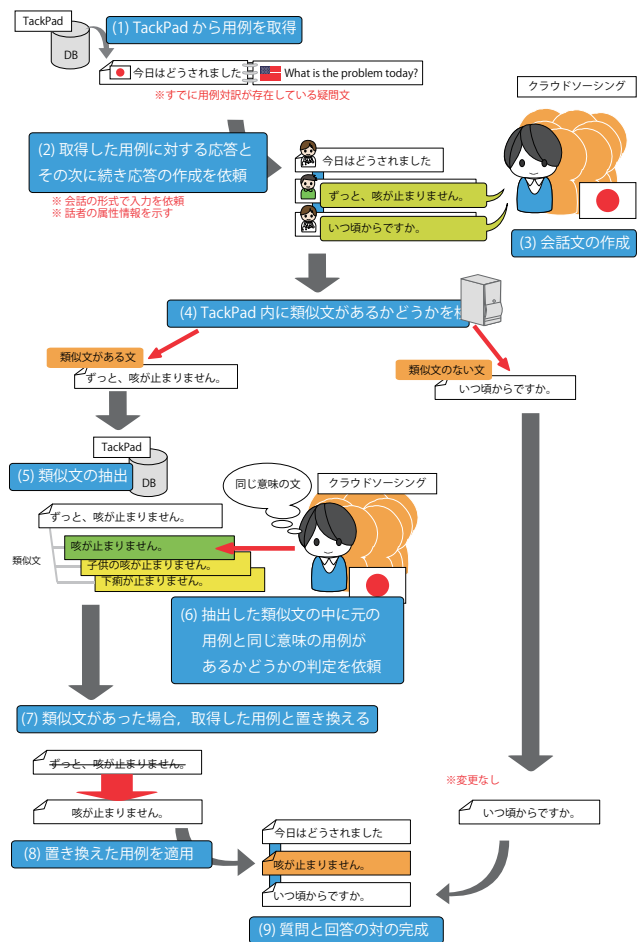 TackPad
DB
(1) TackPad から用例を取得
今日はどうされました
What is the problem today?
※すでに用例対訳が存在している疑問文
クラウドソーシング
(2) 取得した用例に対する応答と
その次に続き応答の作成を依頼
※ 会話の形式で入力を依頼
※ 話者の属性情報を示す
今日はどうされました
ずっと、咳が止まりません。
いつ頃からですか。
(3) 会話文の作成
(4) TackPad 内に類似文があるかどうかを
類似文がある文
ずっと、咳が止まりません。
類似文のない文
いつ頃からですか。
TackPad
DB
(5) 類似文の抽出
同じ意味の文
クラウドソーシング
ずっと、咳が止まりません。
類似文
咳が止まりません。
子供の咳が止まりません。
下痢が止まりません。
(6) 抽出した類似文の中に元の
用例と同じ意味の用例が
あるかどうかの判定を依頼
(7) 類似文があった場合，取得した用例と置き換える
ずっと、咳が止まりません。
咳が止まりません。
※変更なし
いつ頃からですか。
(8) 置き換えた用例を適用
今日はどうされました
咳が止まりません。
いつ頃からですか。
(9) 質問と回答の対の完成